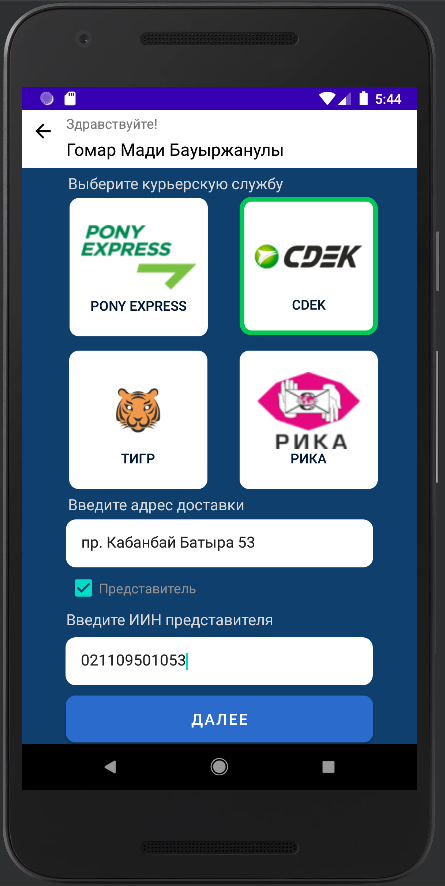 5:44
Здравствуйте!
Гомар Мади Бауыржанулы
Выберите курьерскую службу
PONY
EXPRESS
PONY EXPRESS
CDEK
CDEK
ТИГР
РИКА
РИКА
Введите адрес доставки
пр. Кабанбай Батыра 53
Представитель
Введите ИИН представителя
021109501053
ДАЛЕЕ